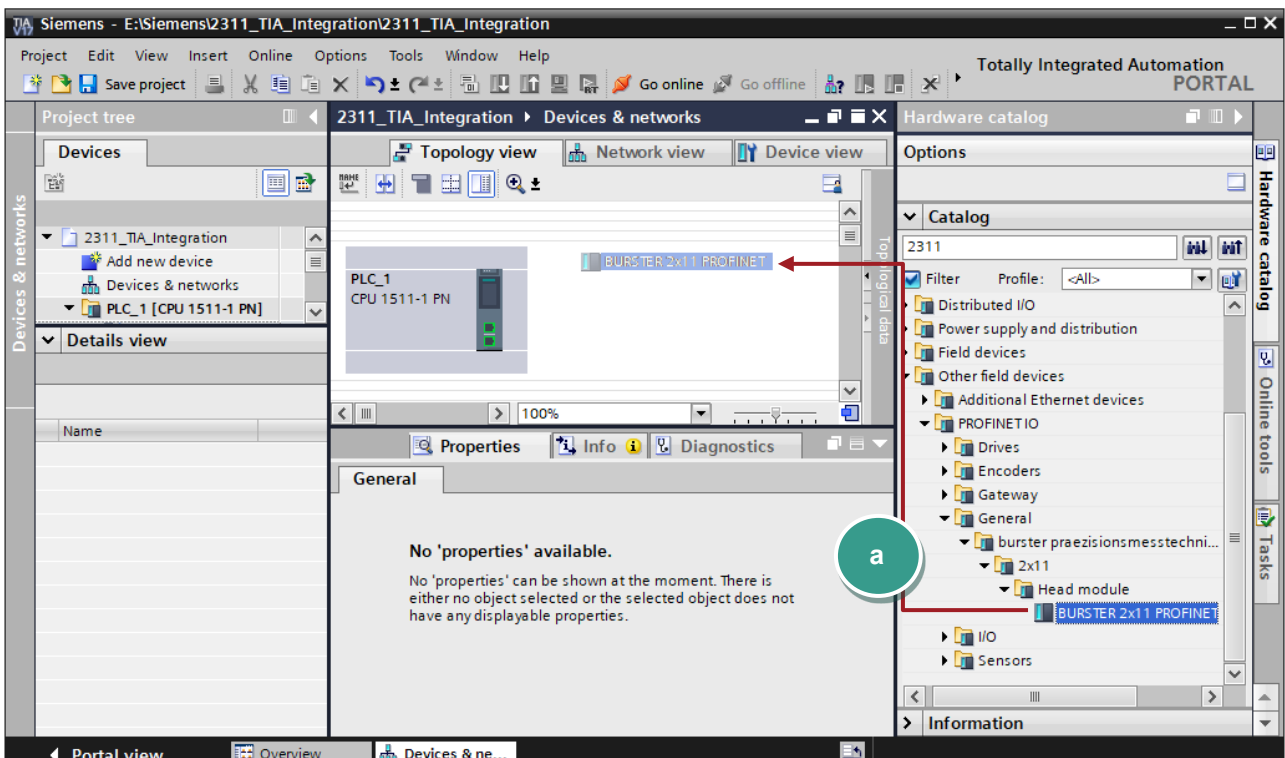 TIA V17 Siemens - E:\Siemens\2311_TIA_Integration\2311_TIA_Integration
Project Edit View Insert Online Options Tools Window Help
Totally Integrated Automation
PORTAL
Save project Go online Go offline
Project tree
Devices
2311_TIA_Integration
Add new device
Devices & networks
PLC_1 [CPU 1511-1 PN]
Details view
Name
Devices & networks
2311_TIA_Integration Devices & networks
Topology view Network view Device view
PLC_1
CPU 1511-1 PN
BURSTER 2x11 PROFINET
100%
Topological data
Properties Info Diagnostics
General
No 'properties' available.
No 'properties' can be shown at the moment. There is
either no object selected or the selected object does not
have any displayable properties.
Hardware catalog
Options
Catalog
2311
Filter Profile: <All>
Distributed I/O
Power supply and distribution
Field devices
Other field devices
Additional Ethernet devices
PROFINET IO
Drives
Encoders
Gateway
General
burster praezisionsmesstechni...
2x11
Head module
BURSTER 2x11 PROFINET
I/O
Sensors
Information
a
Hardware catalog
Online tools
Tasks
Portal view Overview Devices & ne...